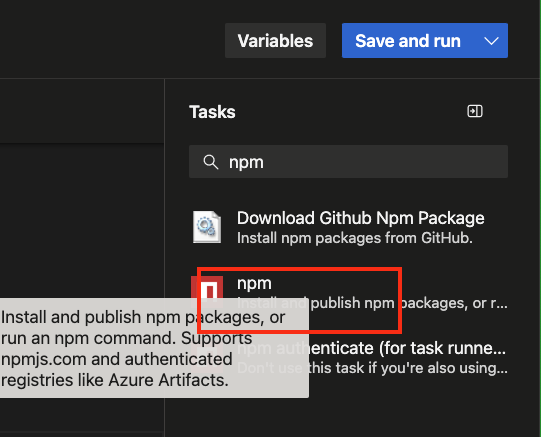 Variables
Save and run
Tasks
npm
Download Github Npm Package
Install npm packages from GitHub.
npm
Install and publish npm packages, or r...
Install and publish npm packages, or
run an npm command. Supports
npmjs.com and authenticated
registries like Azure Artifacts.
npm authenticate (for task runne...
Don't use this task if you're also using...